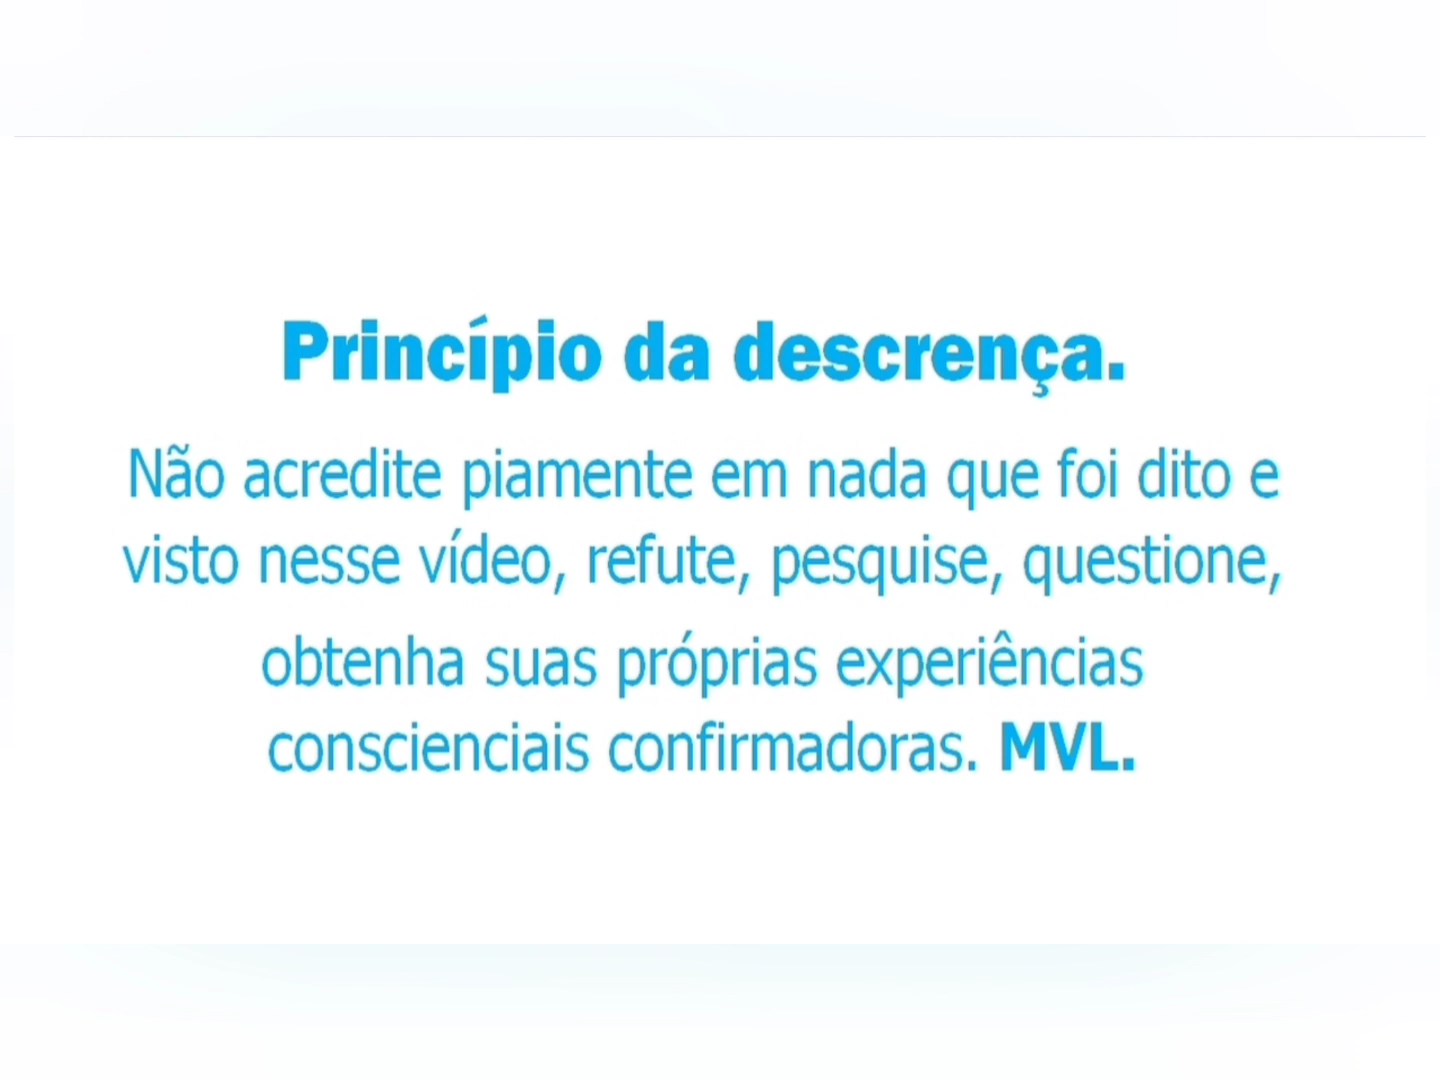 Princípio da descrença.
Não acredite piamente em nada que foi dito e
visto nesse vídeo, refute, pesquise, questione,
obtenha suas próprias experiências
conscienciais confirmadoras. MVL.